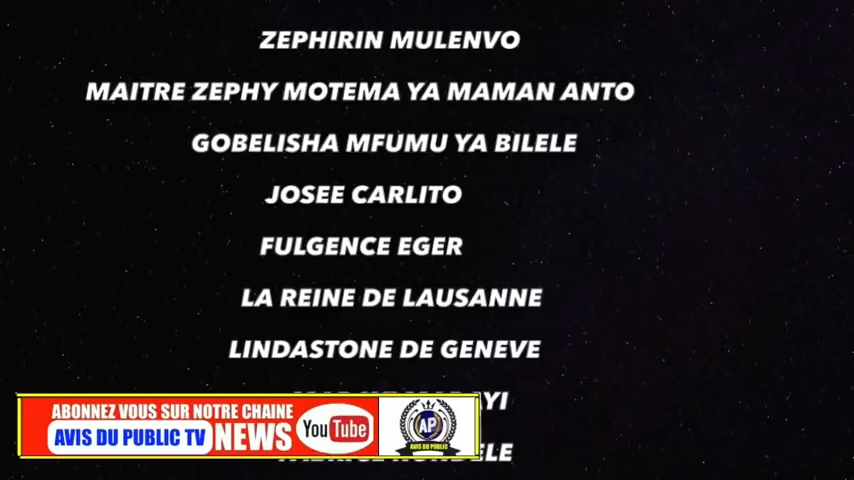 ZEPHIRIN MULENVO
MAITRE ZEPHY MOTEMA YA MAMAN ANTO
GOBELISHA MFUMU YA BILELE
JOSEE CARLITO
FULGENCE EGER
LA REINE DE LAUSANNE
LINDASTONE DE GENEVE
ABONNEZ VOUS SUR NOTRE CHAINE
AVIS DU PUBLIC TV NEWS YouTube
AP
AVIS DU PUBLIC